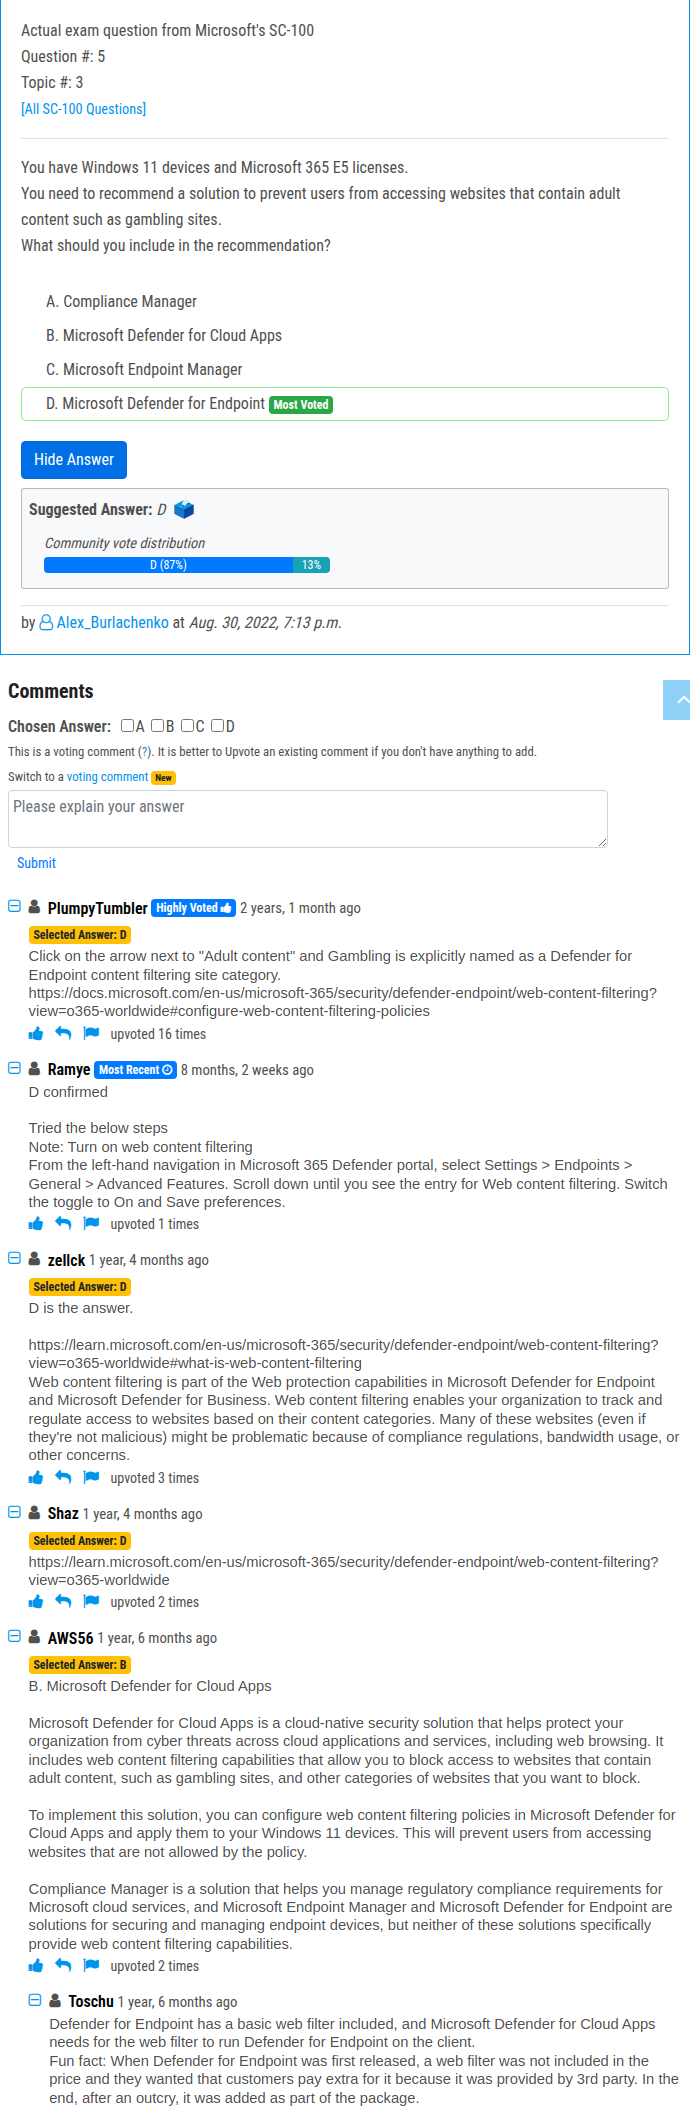 Actual exam question from Microsoft's SC-100
Question #: 5
Topic #: 3
[All SC-100 Questions]
You have Windows 11 devices and Microsoft 365 E5 licenses.
You need to recommend a solution to prevent users from accessing websites that contain adult
content such as gambling sites.
What should you include in the recommendation?
A. Compliance Manager
B. Microsoft Defender for Cloud Apps
C. Microsoft Endpoint Manager
D. Microsoft Defender for Endpoint Most Voted
Hide Answer
Suggested Answer: D
Community vote distribution
D (87%) 13%
by Alex_Burlachenko at Aug. 30, 2022, 7:13 p.m.
Comments
Chosen Answer: A B C D
This is a voting comment (?). It is better to Upvote an existing comment if you don't have anything to add.
Switch to a voting comment New
Please explain your answer
Submit
PlumpyTumbler Highly Voted 2 years, 1 month ago
Selected Answer: D
Click on the arrow next to "Adult content" and Gambling is explicitly named as a Defender for
Endpoint content filtering site category.
https://docs.microsoft.com/en-us/microsoft-365/security/defender-endpoint/web-content-filtering?
view=o365-worldwide#configure-web-content-filtering-policies
upvoted 16 times
Ramye Most Recent 8 months, 2 weeks ago
D confirmed
Tried the below steps
Note: Turn on web content filtering
From the left-hand navigation in Microsoft 365 Defender portal, select Settings > Endpoints >
General > Advanced Features. Scroll down until you see the entry for Web content filtering. Switch
the toggle to On and Save preferences.
upvoted 1 times
zellck 1 year, 4 months ago
Selected Answer: D
D is the answer.
https://learn.microsoft.com/en-us/microsoft-365/security/defender-endpoint/web-content-filtering?
view=o365-worldwide#what-is-web-content-filtering
Web content filtering is part of the Web protection capabilities in Microsoft Defender for Endpoint
and Microsoft Defender for Business. Web content filtering enables your organization to track and
regulate access to websites based on their content categories. Many of these websites (even if
they're not malicious) might be problematic because of compliance regulations, bandwidth usage, or
other concerns.
upvoted 3 times
Shaz 1 year, 4 months ago
Selected Answer: D
https://learn.microsoft.com/en-us/microsoft-365/security/defender-endpoint/web-content-filtering?
view=o365-worldwide
upvoted 2 times
AWS56 1 year, 6 months ago
Selected Answer: B
B. Microsoft Defender for Cloud Apps
Microsoft Defender for Cloud Apps is a cloud-native security solution that helps protect your
organization from cyber threats across cloud applications and services, including web browsing. It
includes web content filtering capabilities that allow you to block access to websites that contain
adult content, such as gambling sites, and other categories of websites that you want to block.
To implement this solution, you can configure web content filtering policies in Microsoft Defender for
Cloud Apps and apply them to your Windows 11 devices. This will prevent users from accessing
websites that are not allowed by the policy.
Compliance Manager is a solution that helps you manage regulatory compliance requirements for
Microsoft cloud services, and Microsoft Endpoint Manager and Microsoft Defender for Endpoint are
solutions for securing and managing endpoint devices, but neither of these solutions specifically
provide web content filtering capabilities.
upvoted 2 times
Toschu 1 year, 6 months ago
Defender for Endpoint has a basic web filter included, and Microsoft Defender for Cloud Apps
needs for the web filter to run Defender for Endpoint on the client.
Fun fact: When Defender for Endpoint was first released, a web filter was not included in the
price and they wanted that customers pay extra for it because it was provided by 3rd party. In the
end, after an outcry, it was added as part of the package.